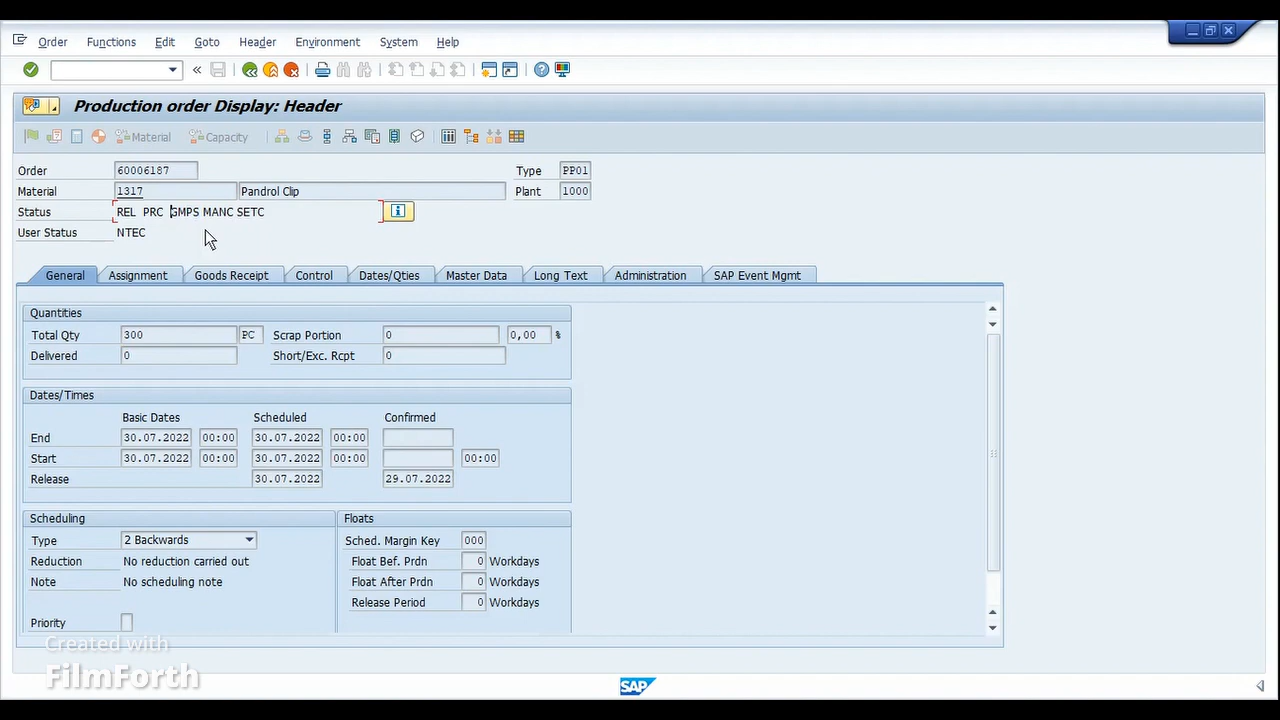 Order Functions Edit Goto Header Environment System Help
Production order Display: Header
Material Capacity
Order 60006187 Type PP01
Material 1317 Pandrol Clip Plant 1000
Status REL PRC GMPS MANC SETC
User Status NTEC
General Assignment Goods Receipt Control Dates/Qties Master Data Long Text Administration SAP Event Mgmt
Quantities
Total Qty 300 PC Scrap Portion 0 0,00 %
Delivered 0 Short/Exc. Rcpt 0
Dates/Times
Basic Dates Scheduled Confirmed
End 30.07.2022 00:00 30.07.2022 00:00
Start 30.07.2022 00:00 30.07.2022 00:00 00:00
Release 30.07.2022 29.07.2022
Scheduling Floats
Type 2 Backwards Sched. Margin Key 000
Reduction No reduction carried out Float Bef. Prdn 0 Workdays
Note No scheduling note Float After Prdn 0 Workdays
Release Period 0 Workdays
Priority
Created with
FilmForth
SAP